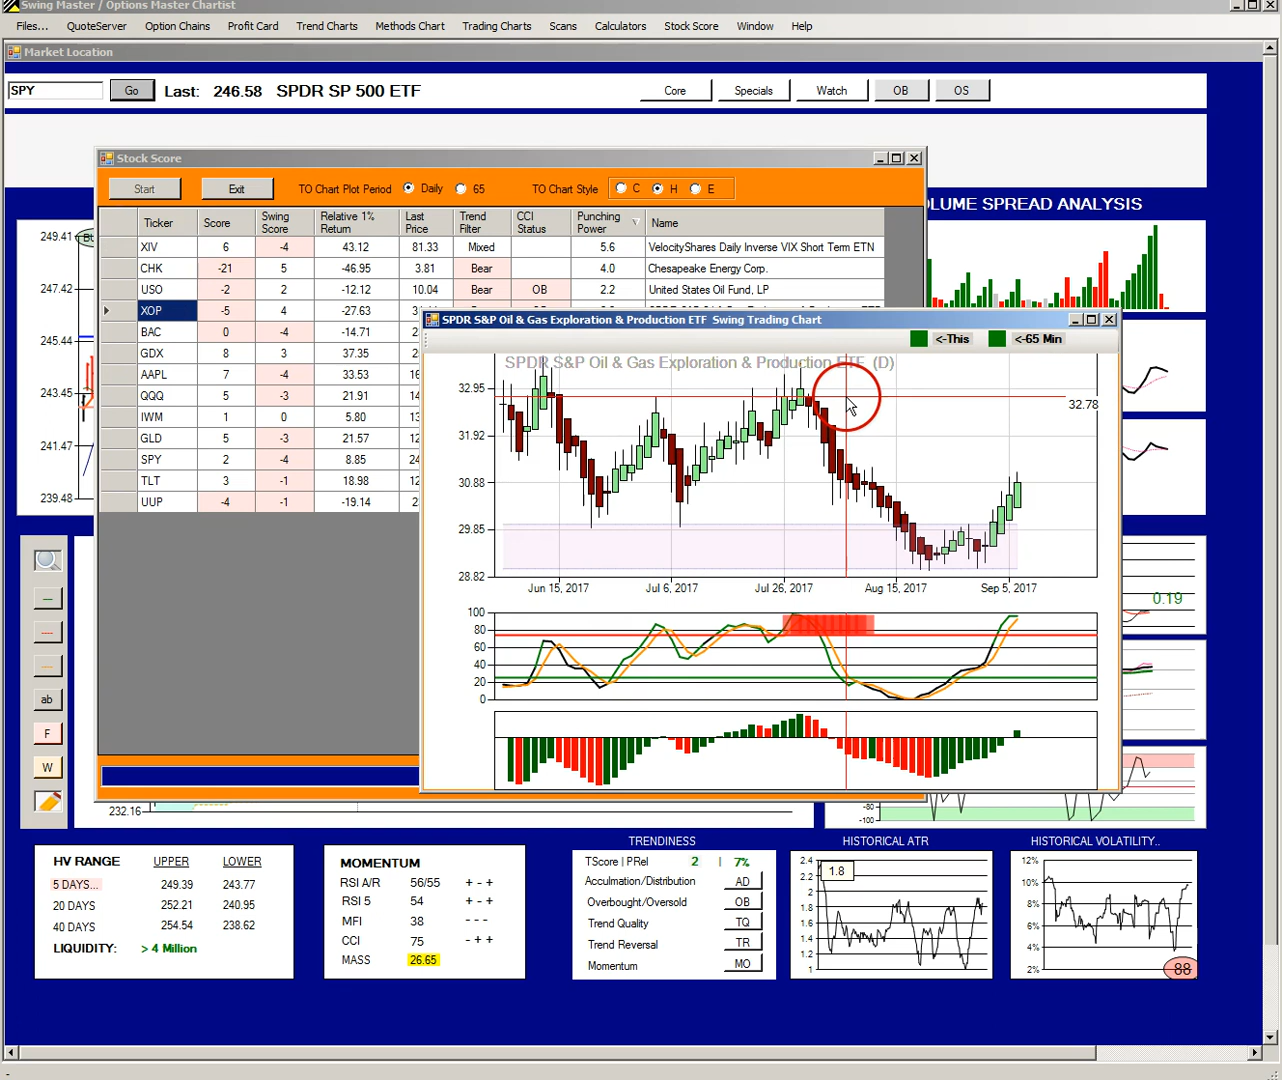 Swing Master / Options Master Chartist
Files... QuoteServer Option Chains Profit Card Trend Charts Methods Chart Trading Charts Scans Calculators Stock Score Window Help
Market Location
SPY Go Last: 246.58 SPDR SP 500 ETF Core Specials Watch OB OS
Stock Score
Start Exit TO Chart Plot Period Daily 65 TO Chart Style C H E
Ticker Score Swing Score Relative 1% Return Last Price Trend Filter CCI Status Punching Power Name
XIV 6 -4 43.12 81.33 Mixed 5.6 VelocityShares Daily Inverse VIX Short Term ETN
CHK -21 5 -46.95 3.81 Bear 4.0 Chesapeake Energy Corp.
USO -2 2 -12.12 10.04 Bear OB 2.2 United States Oil Fund, LP
XOP -5 4 -27.63
BAC 0 -4 -14.71
GDX 8 3 37.35
AAPL 7 -4 33.53
QQQ 5 -3 21.91
IWM 1 0 5.80
GLD 5 -3 21.57
SPY 2 -4 8.85
TLT 3 -1 18.98
UUP -4 -1 -19.14
OLUME SPREAD ANALYSIS
249.41
247.42
245.44
243.45
241.47
239.48
232.16
SPDR S&P Oil & Gas Exploration & Production ETF Swing Trading Chart
<-This <-65 Min
SPDR S&P Oil & Gas Exploration & Production ETF (D)
32.95
32.78
31.92
30.88
29.85
28.82
Jun 15, 2017 Jul 6, 2017 Jul 26, 2017 Aug 15, 2017 Sep 5, 2017
100
80
60
40
20
0
0.19
-80
-100
ab
F
W
HV RANGE UPPER LOWER
5 DAYS... 249.39 243.77
20 DAYS 252.21 240.95
40 DAYS 254.54 238.62
LIQUIDITY: > 4 Million
MOMENTUM
RSI A/R 56/55 + - +
RSI 5 54 + - +
MFI 38 - - -
CCI 75 - + +
MASS 26.65
TRENDINESS
TScore | PRel 2 | 7%
Acculmation/Distribution AD
Overbought/Oversold OB
Trend Quality TQ
Trend Reversal TR
Momentum MO
HISTORICAL ATR
1.8
2.4
2.2
2
1.8
1.6
1.4
1.2
1
HISTORICAL VOLATILITY..
12%
10%
8%
6%
4%
2%
88